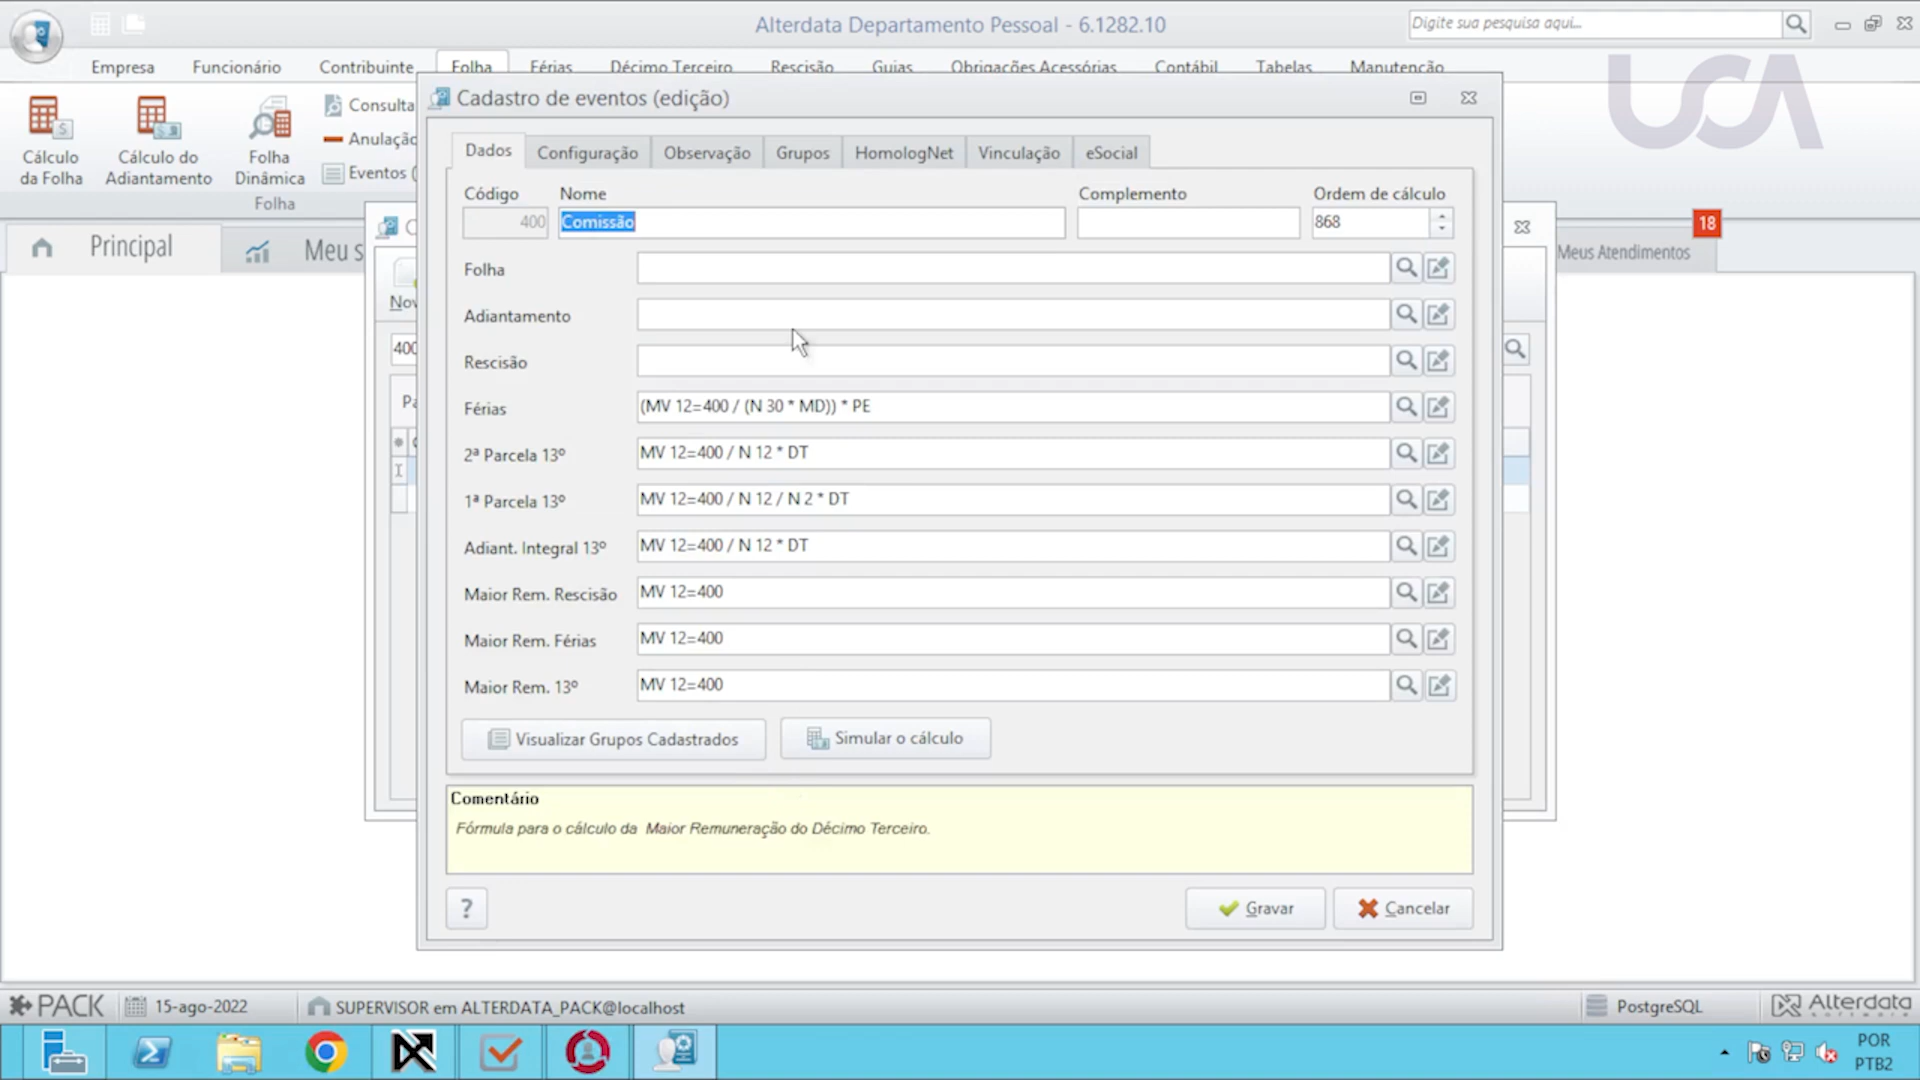 Alterdata Departamento Pessoal - 6.1282.10
Digite sua pesquisa aqui...
Empresa Funcionário Contribuinte Folha Férias Décimo Terceiro Rescisão Guias Obrigações Acessórias Contábil Tabelas Manutenção
UCA
Cálculo da Folha
Cálculo do Adiantamento
Folha Dinâmica
Consulta
Anulação
Eventos (
Folha
Principal
Meu s
Meus Atendimentos
18
C
Nov
400
Pa
Cadastro de eventos (edição)
Dados Configuração Observação Grupos HomologNet Vinculação eSocial
Código Nome Complemento Ordem de cálculo
400 Comissão 868
Folha
Adiantamento
Rescisão
Férias (MV 12=400 / (N 30 * MD)) * PE
2ª Parcela 13º MV 12=400 / N 12 * DT
1ª Parcela 13º MV 12=400 / N 12 / N 2 * DT
Adiant. Integral 13º MV 12=400 / N 12 * DT
Maior Rem. Rescisão MV 12=400
Maior Rem. Férias MV 12=400
Maior Rem. 13º MV 12=400
Visualizar Grupos Cadastrados Simular o cálculo
Comentário
Fórmula para o cálculo da Maior Remuneração do Décimo Terceiro.
? Gravar Cancelar
PACK 15-ago-2022 SUPERVISOR em ALTERDATA_PACK@localhost PostgreSQL Alterdata
software
POR
PTB2